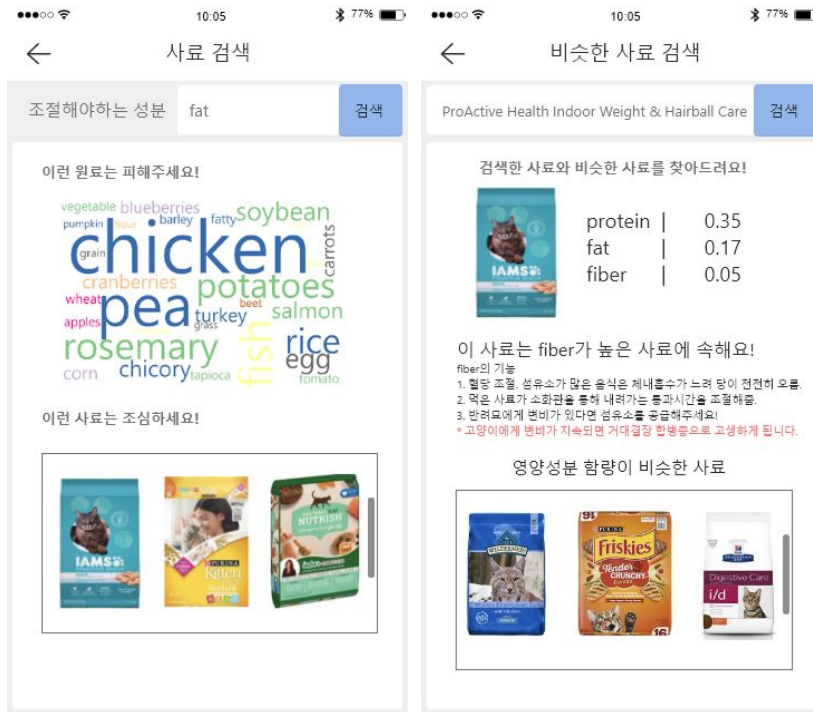 10:05
77%
사료 검색
조절해야하는 성분
fat
검색
이런 원료는 피해주세요!
vegetable
blueberries
pumpkin
flour
barley
fatty
soybean
chicken
grain
carrots
cranberries
potatoes
wheat
pea
beet
salmon
apples
turkey
grass
rosemary
fish
rice
egg
corn
chicory
tapioca
tomato
이런 사료는 조심하세요!
IAMS
PURINA
Kitten
NUTRISH
10:05
77%
비슷한 사료 검색
ProActive Health Indoor Weight & Hairball Care
검색
검색한 사료와 비슷한 사료를 찾아드려요!
IAMS
protein | 0.35
fat | 0.17
fiber | 0.05
이 사료는 fiber가 높은 사료에 속해요!
fiber의 기능
1. 혈당 조절. 섬유소가 많은 음식은 체내흡수가 느려 당이 천천히 오름.
2. 먹은 사료가 소화관을 통해 내려가는 통과시간을 조절해줌.
3. 반려묘에게 변비가 있다면 섬유소를 공급해주세요!
* 고양이에게 변비가 지속되면 거대결장 합병증으로 고생하게 됩니다.
영양성분 함량이 비슷한 사료
WILDERNESS
PURINA
Friskies
Tender
CRUNCHY
16
Digestive Care
i/d